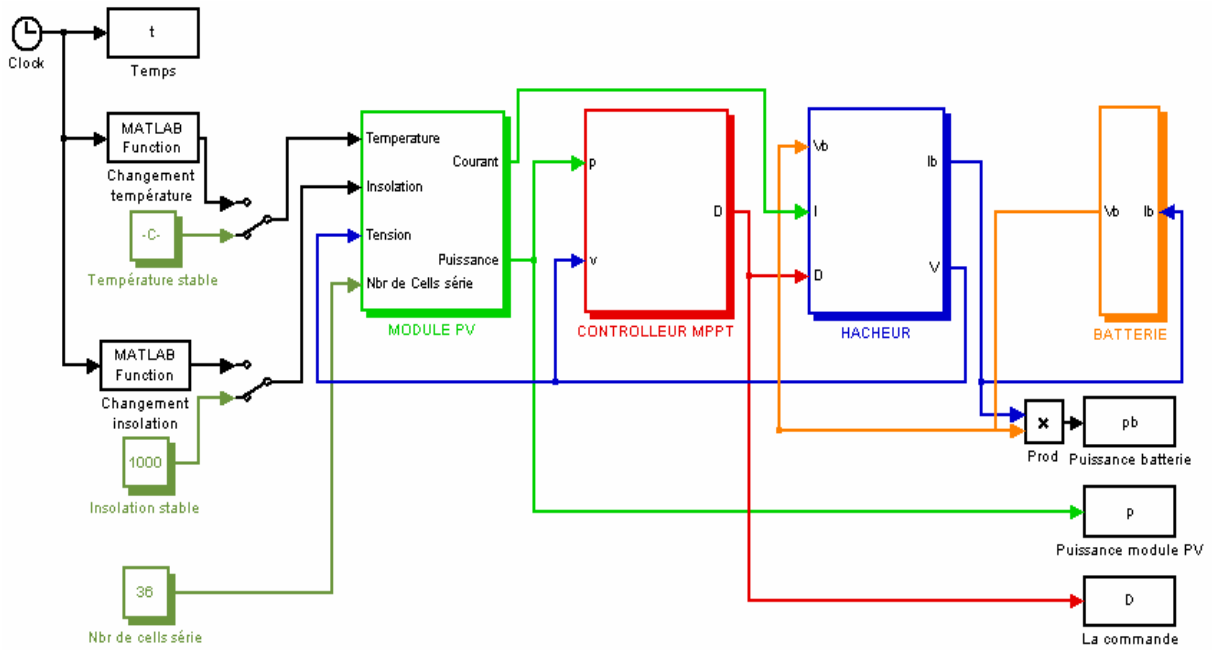 Clock
t
Temps
MATLAB
Function
Changement
température
-C-
Température stable
MATLAB
Function
Changement
insolation
1000
Insolation stable
36
Nbr de cells série
Temperature
Insolation
Tension
Nbr de Cells série
Courant
Puissance
MODULE PV
p
v
D
CONTROLLEUR MPPT
Vb
I
D
Ib
V
HACHEUR
Vb
Ib
BATTERIE
x
Prod
pb
Puissance batterie
p
Puissance module PV
D
La commande